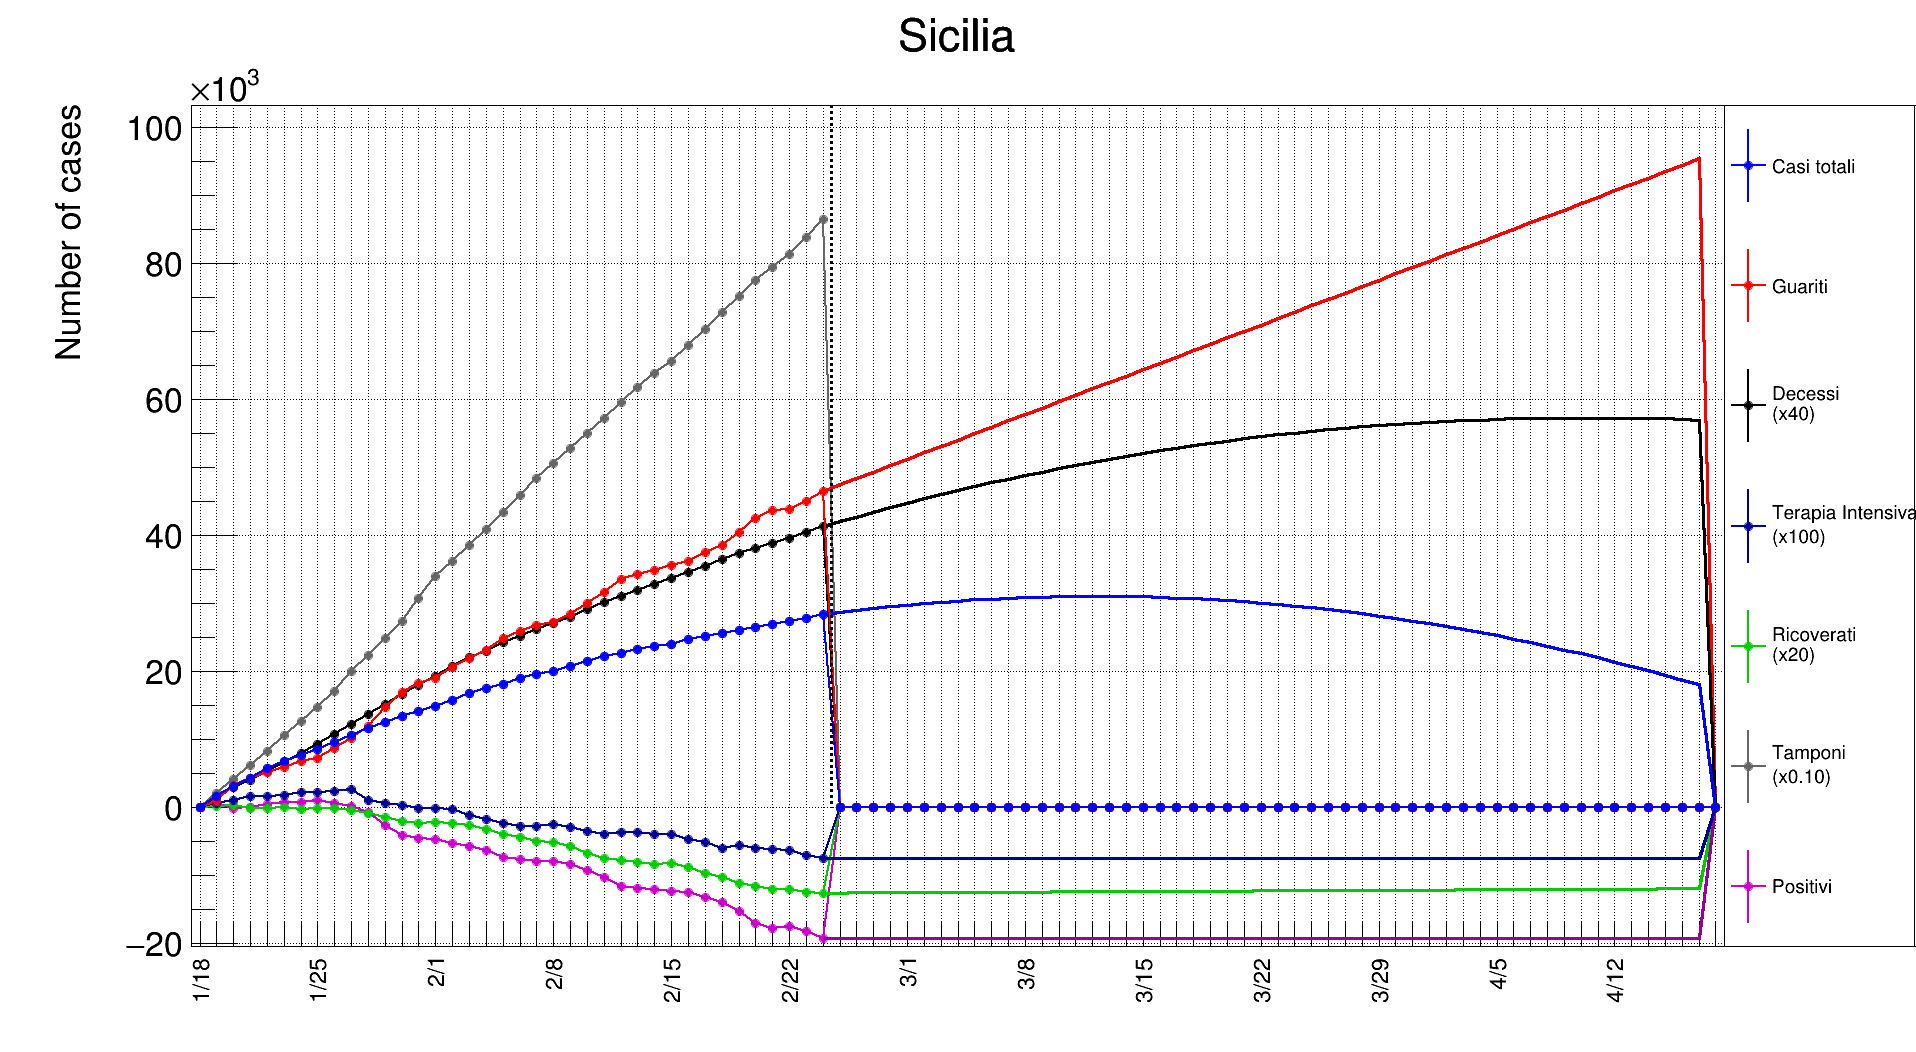 Sicilia
×10³
Number of cases
100
80
60
40
20
0
−20
1/18
1/25
2/1
2/8
2/15
2/22
3/1
3/8
3/15
3/22
3/29
4/5
4/12
Casi totali
Guariti
Decessi
(x40)
Terapia Intensiva
(x100)
Ricoverati
(x20)
Tamponi
(x0.10)
Positivi